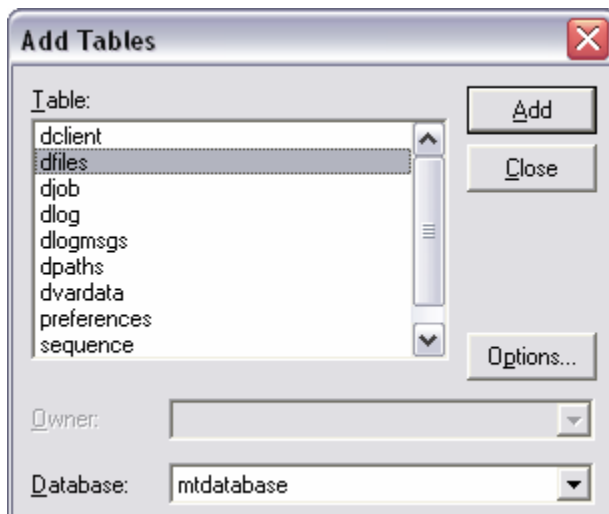 Add Tables
Table:
Add
dclient
dfiles
Close
djob
dlog
dlogmsgs
dpaths
dvardata
preferences
sequence
Options...
Owner:
Database:
mtdatabase